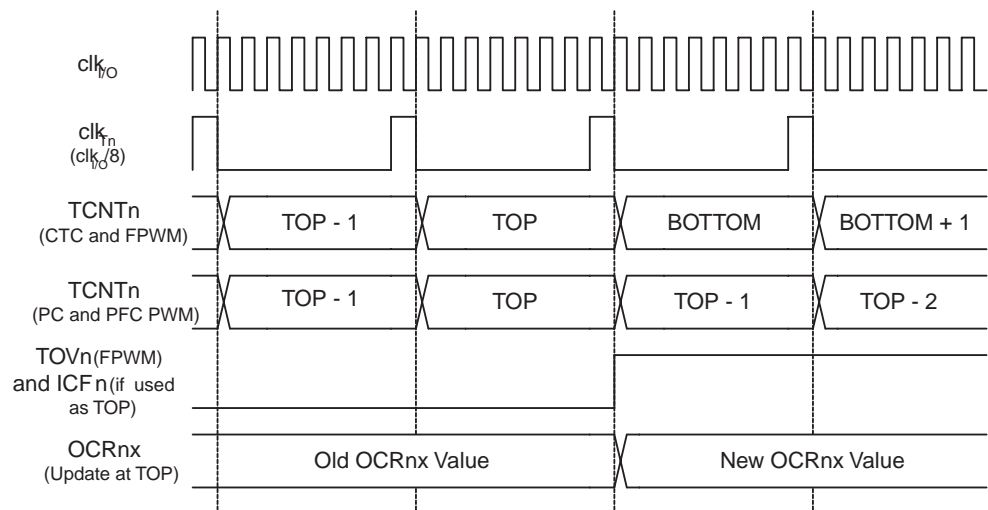 clkI/O
clkTn
(clkI/O/8)
TCNTn
(CTC and FPWM)
TOP - 1 TOP BOTTOM BOTTOM + 1
TCNTn
(PC and PFC PWM)
TOP - 1 TOP TOP - 1 TOP - 2
TOVn(FPWM)
and ICFn(if used
as TOP)
OCRnx
(Update at TOP)
Old OCRnx Value New OCRnx Value